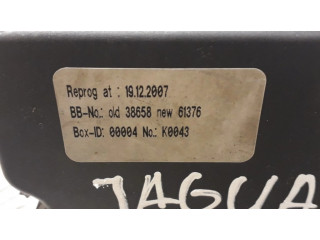 Reprog at : 19.12.2007
BB-No.: old 38658 new 61376
Box-ID: 00004 No.: K0043
JAGUA